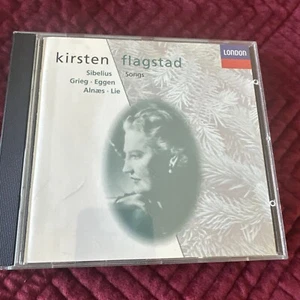 LONDON
kirsten flagstad
Sibelius Songs
Grieg · Eggen
Alnæs · Lie